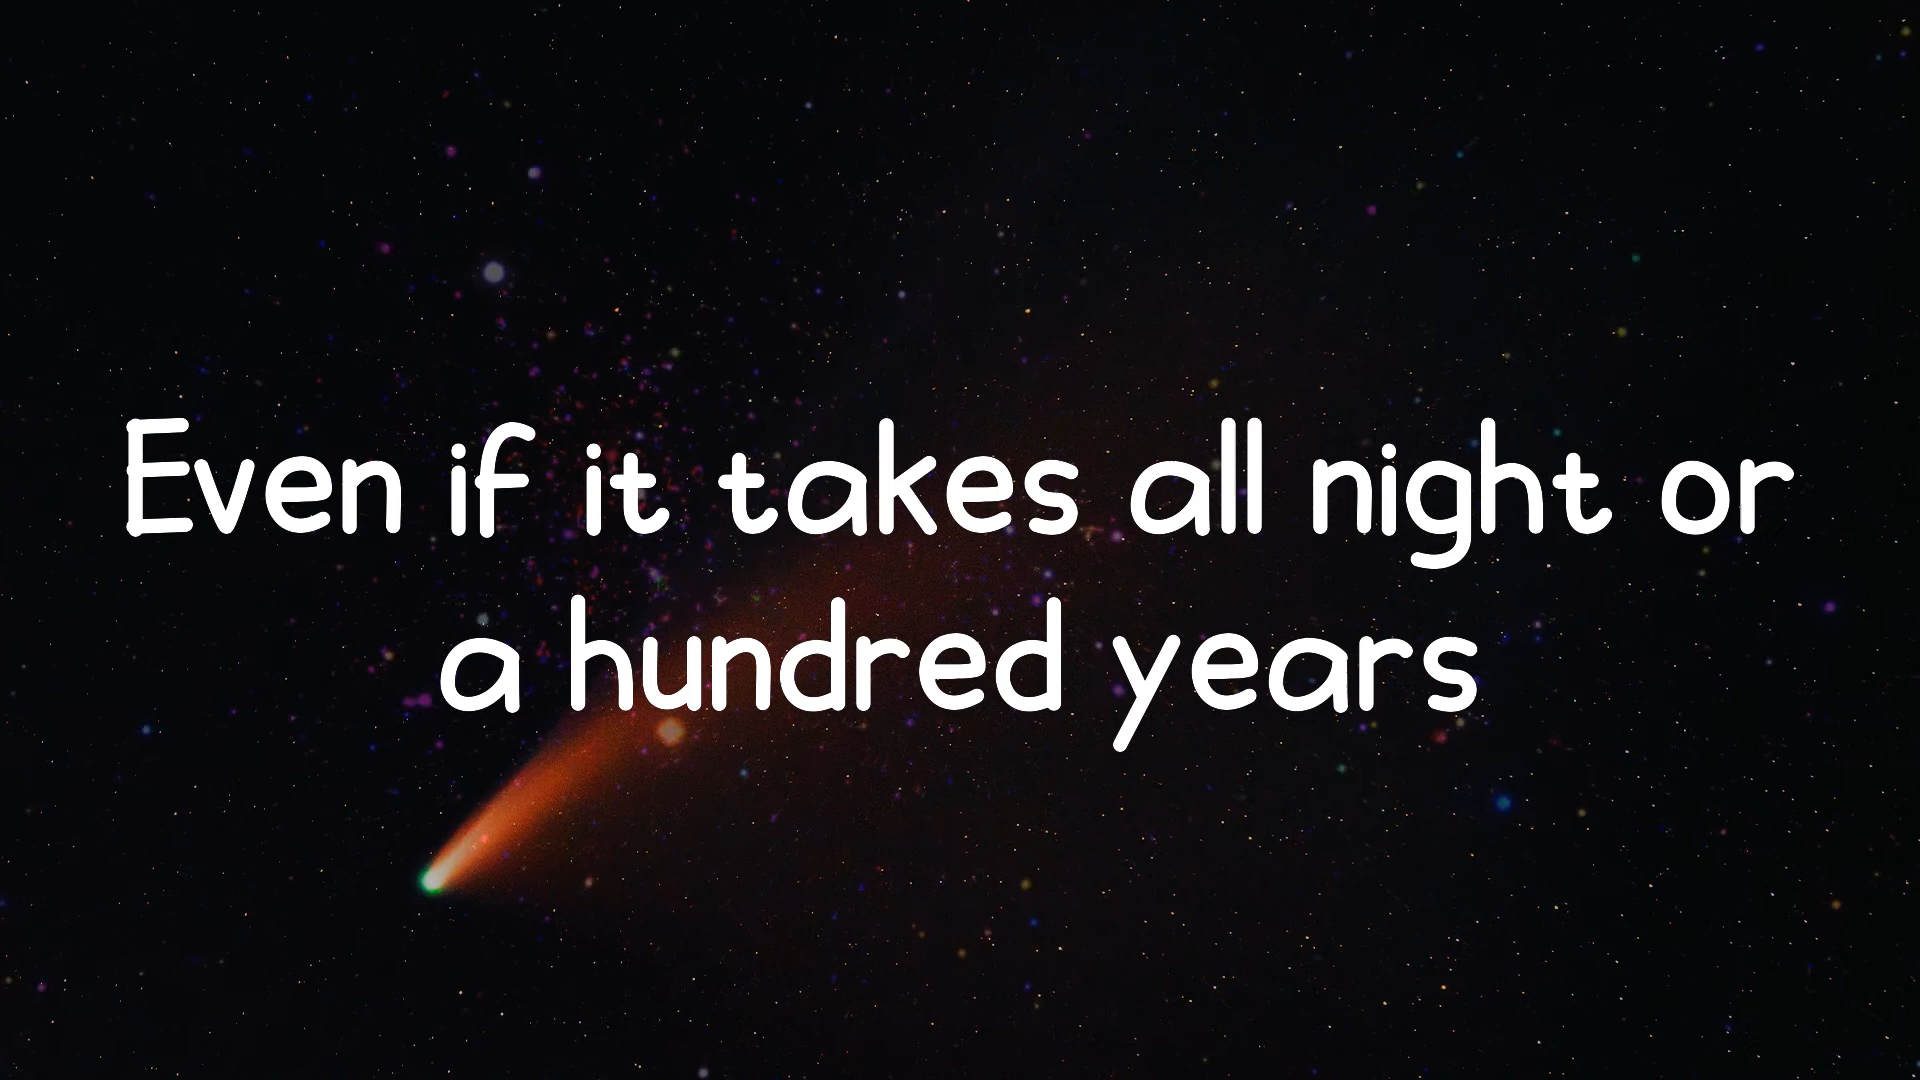 Even if it takes all night or
a hundred years